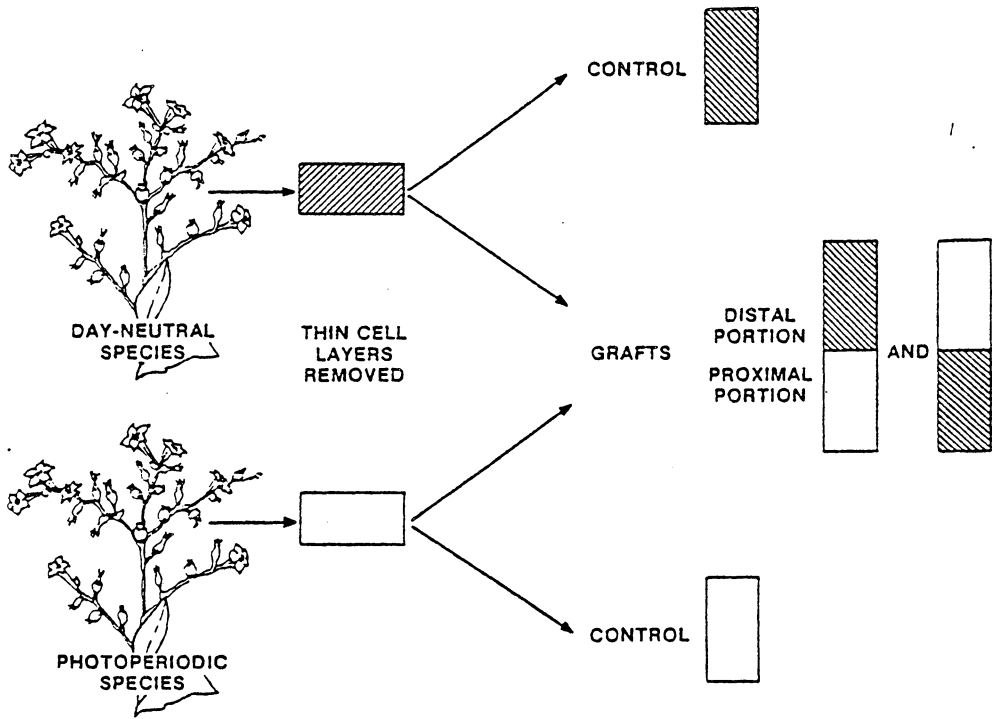 CONTROL
DAY-NEUTRAL
SPECIES
THIN CELL
LAYERS
REMOVED
GRAFTS
DISTAL
PORTION
PROXIMAL
PORTION
AND
PHOTOPERIODIC
SPECIES
CONTROL